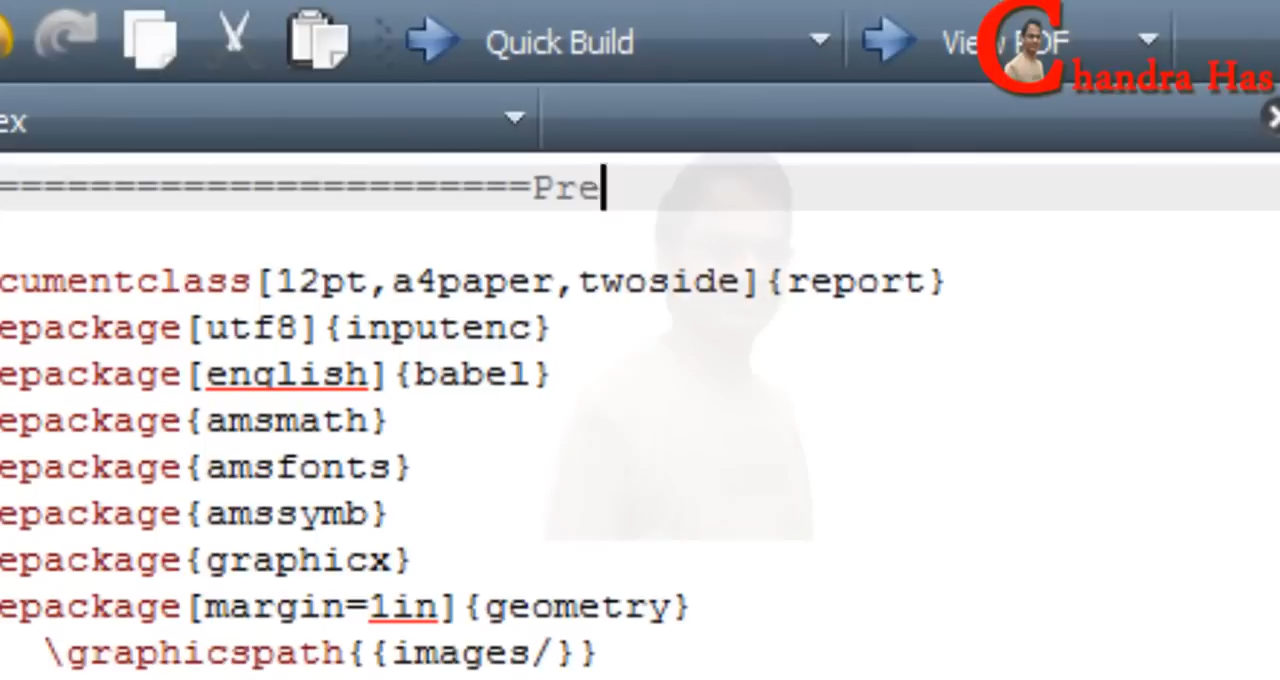 Quick Build
View PDF
Chandra Has
ex
=======================Pre
cumentclass[12pt,a4paper,twoside]{report}
epackage[utf8]{inputenc}
epackage[english]{babel}
epackage{amsmath}
epackage{amsfonts}
epackage{amssymb}
epackage{graphicx}
epackage[margin=1in]{geometry}
\graphicspath{{images/}}